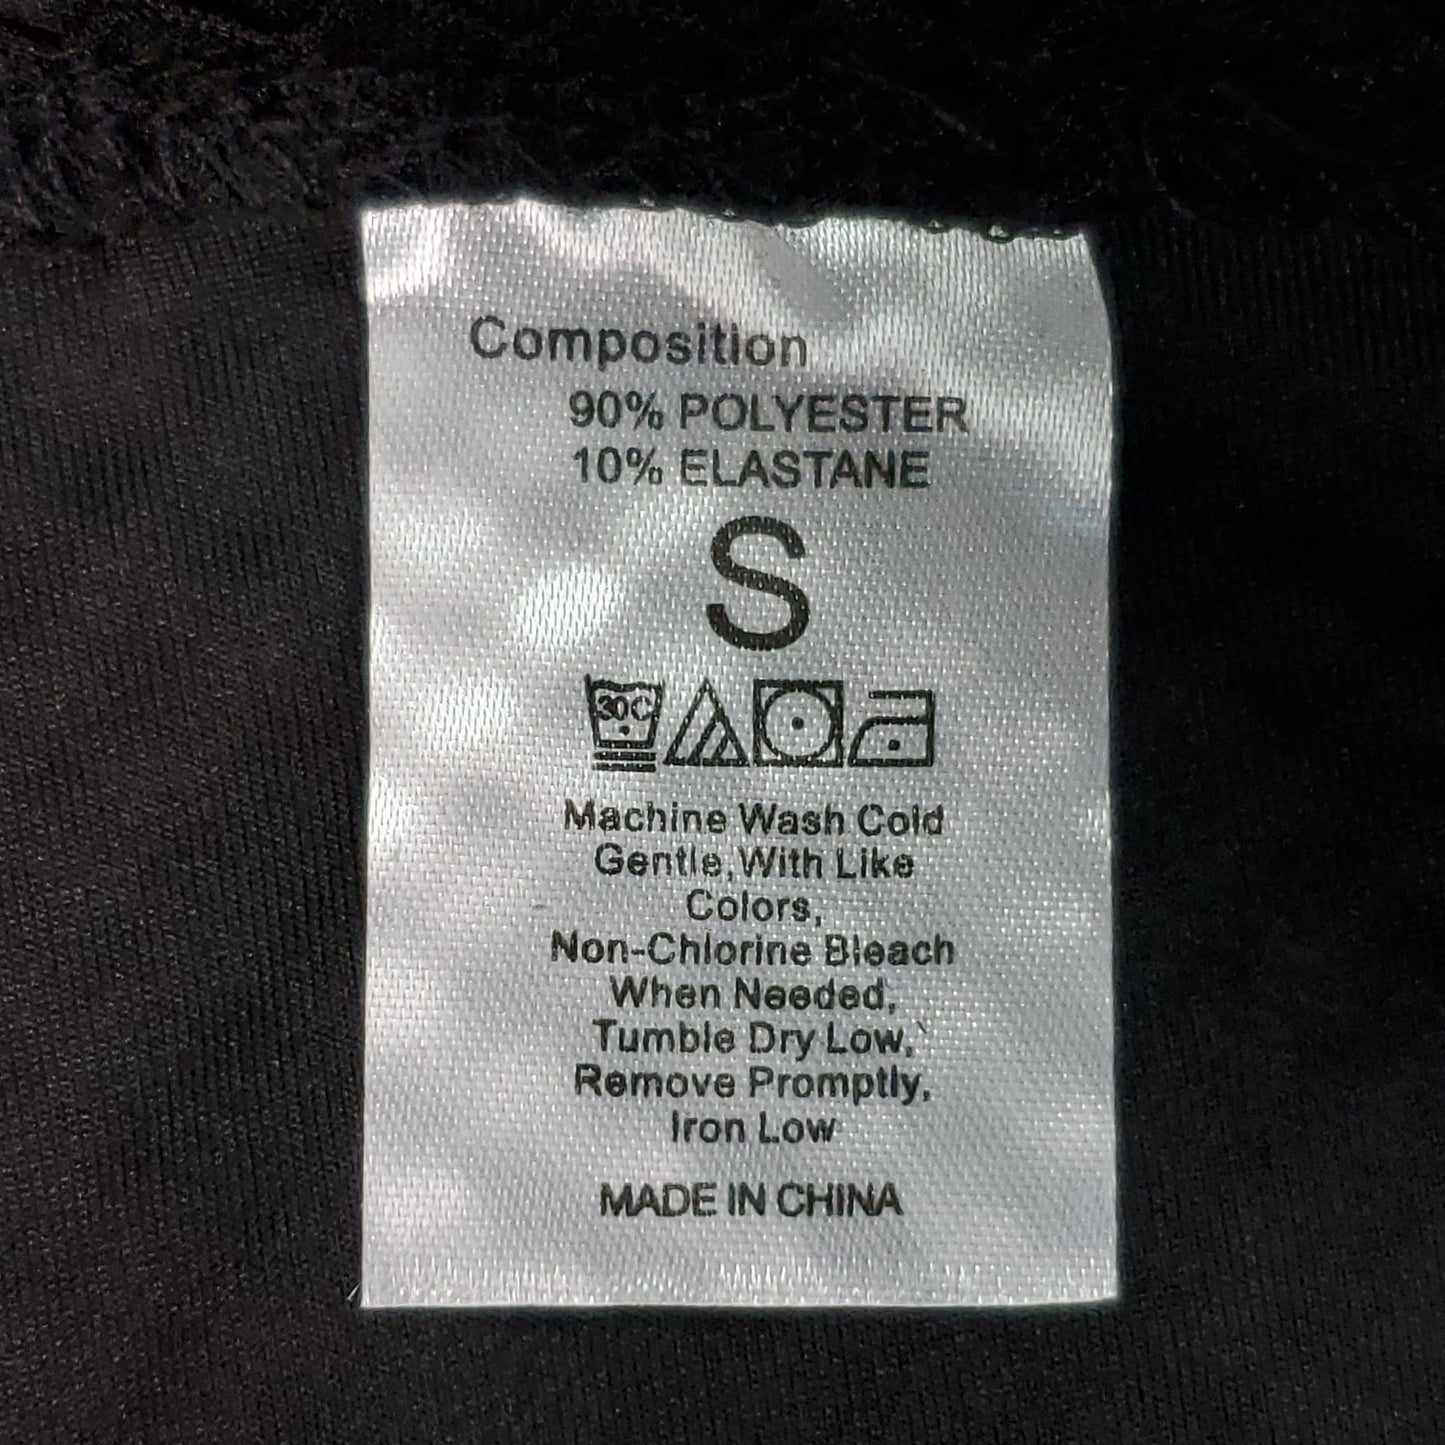 Composition
90% POLYESTER
10% ELASTANE
S
30C
Machine Wash Cold
Gentle,With Like
Colors,
Non-Chlorine Bleach
When Needed,
Tumble Dry Low,
Remove Promptly,
Iron Low
MADE IN CHINA